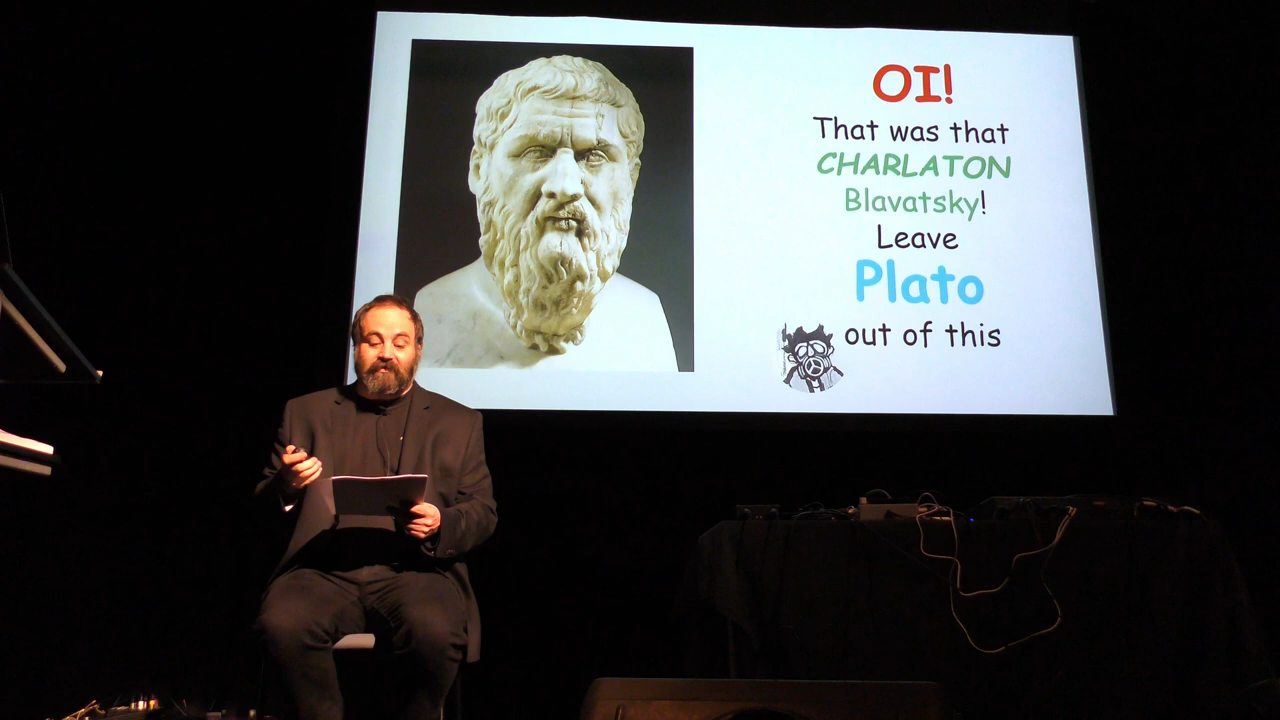 OI!
That was that
CHARLATON
Blavatsky!
Leave
Plato
out of this